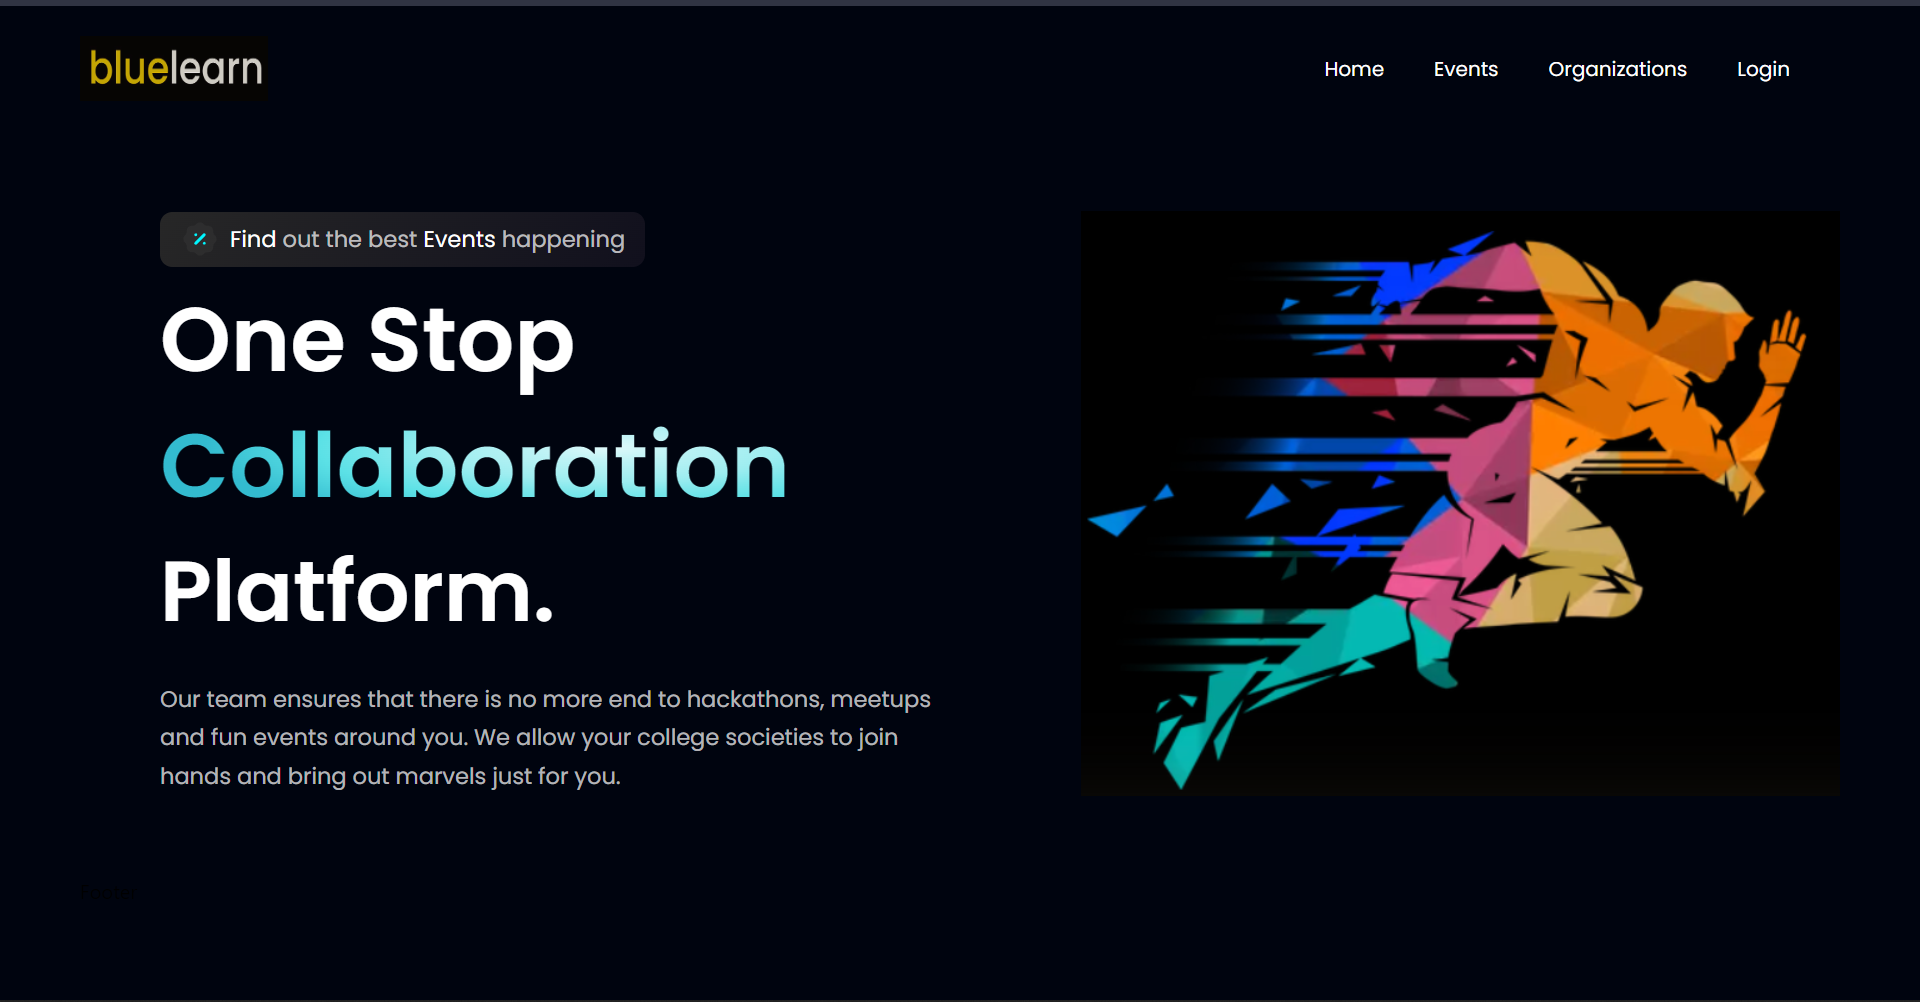 bluelearn
Home Events Organizations Login
Find out the best Events happening
One Stop
Collaboration
Platform.
Our team ensures that there is no more end to hackathons, meetups
and fun events around you. We allow your college societies to join
hands and bring out marvels just for you.